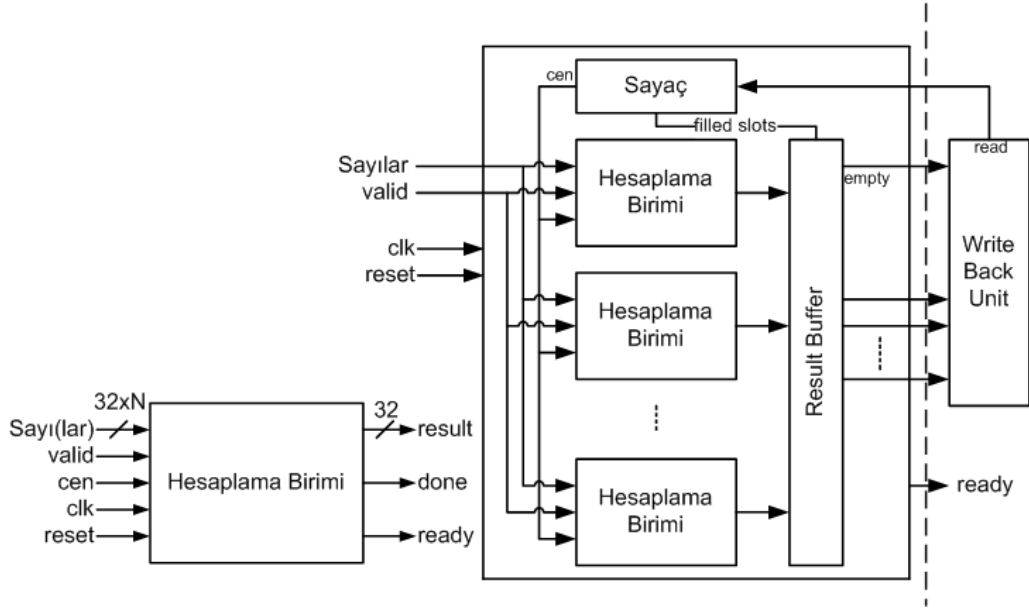 cen
Sayaç
filled slots
read
Sayılar
valid
clk
reset
Hesaplama
Birimi
empty
Write
Back
Unit
Hesaplama
Birimi
Result Buffer
Hesaplama
Birimi
ready
32xN
Sayı(lar)
valid
cen
clk
reset
Hesaplama Birimi
32
result
done
ready